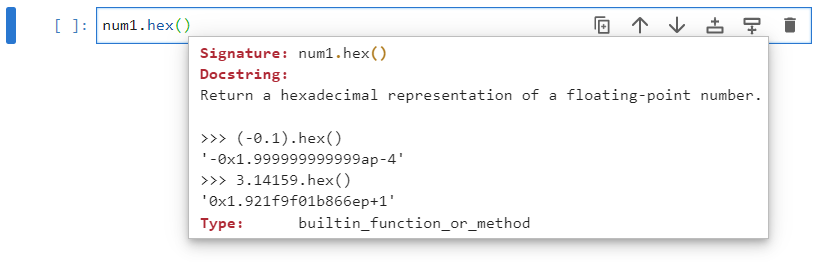 [ ]: num1.hex()
Signature: num1.hex()
Docstring:
Return a hexadecimal representation of a floating-point number.
>>> (-0.1).hex()
'-0x1.999999999999ap-4'
>>> 3.14159.hex()
'0x1.921f9f01b866ep+1'
Type: builtin_function_or_method